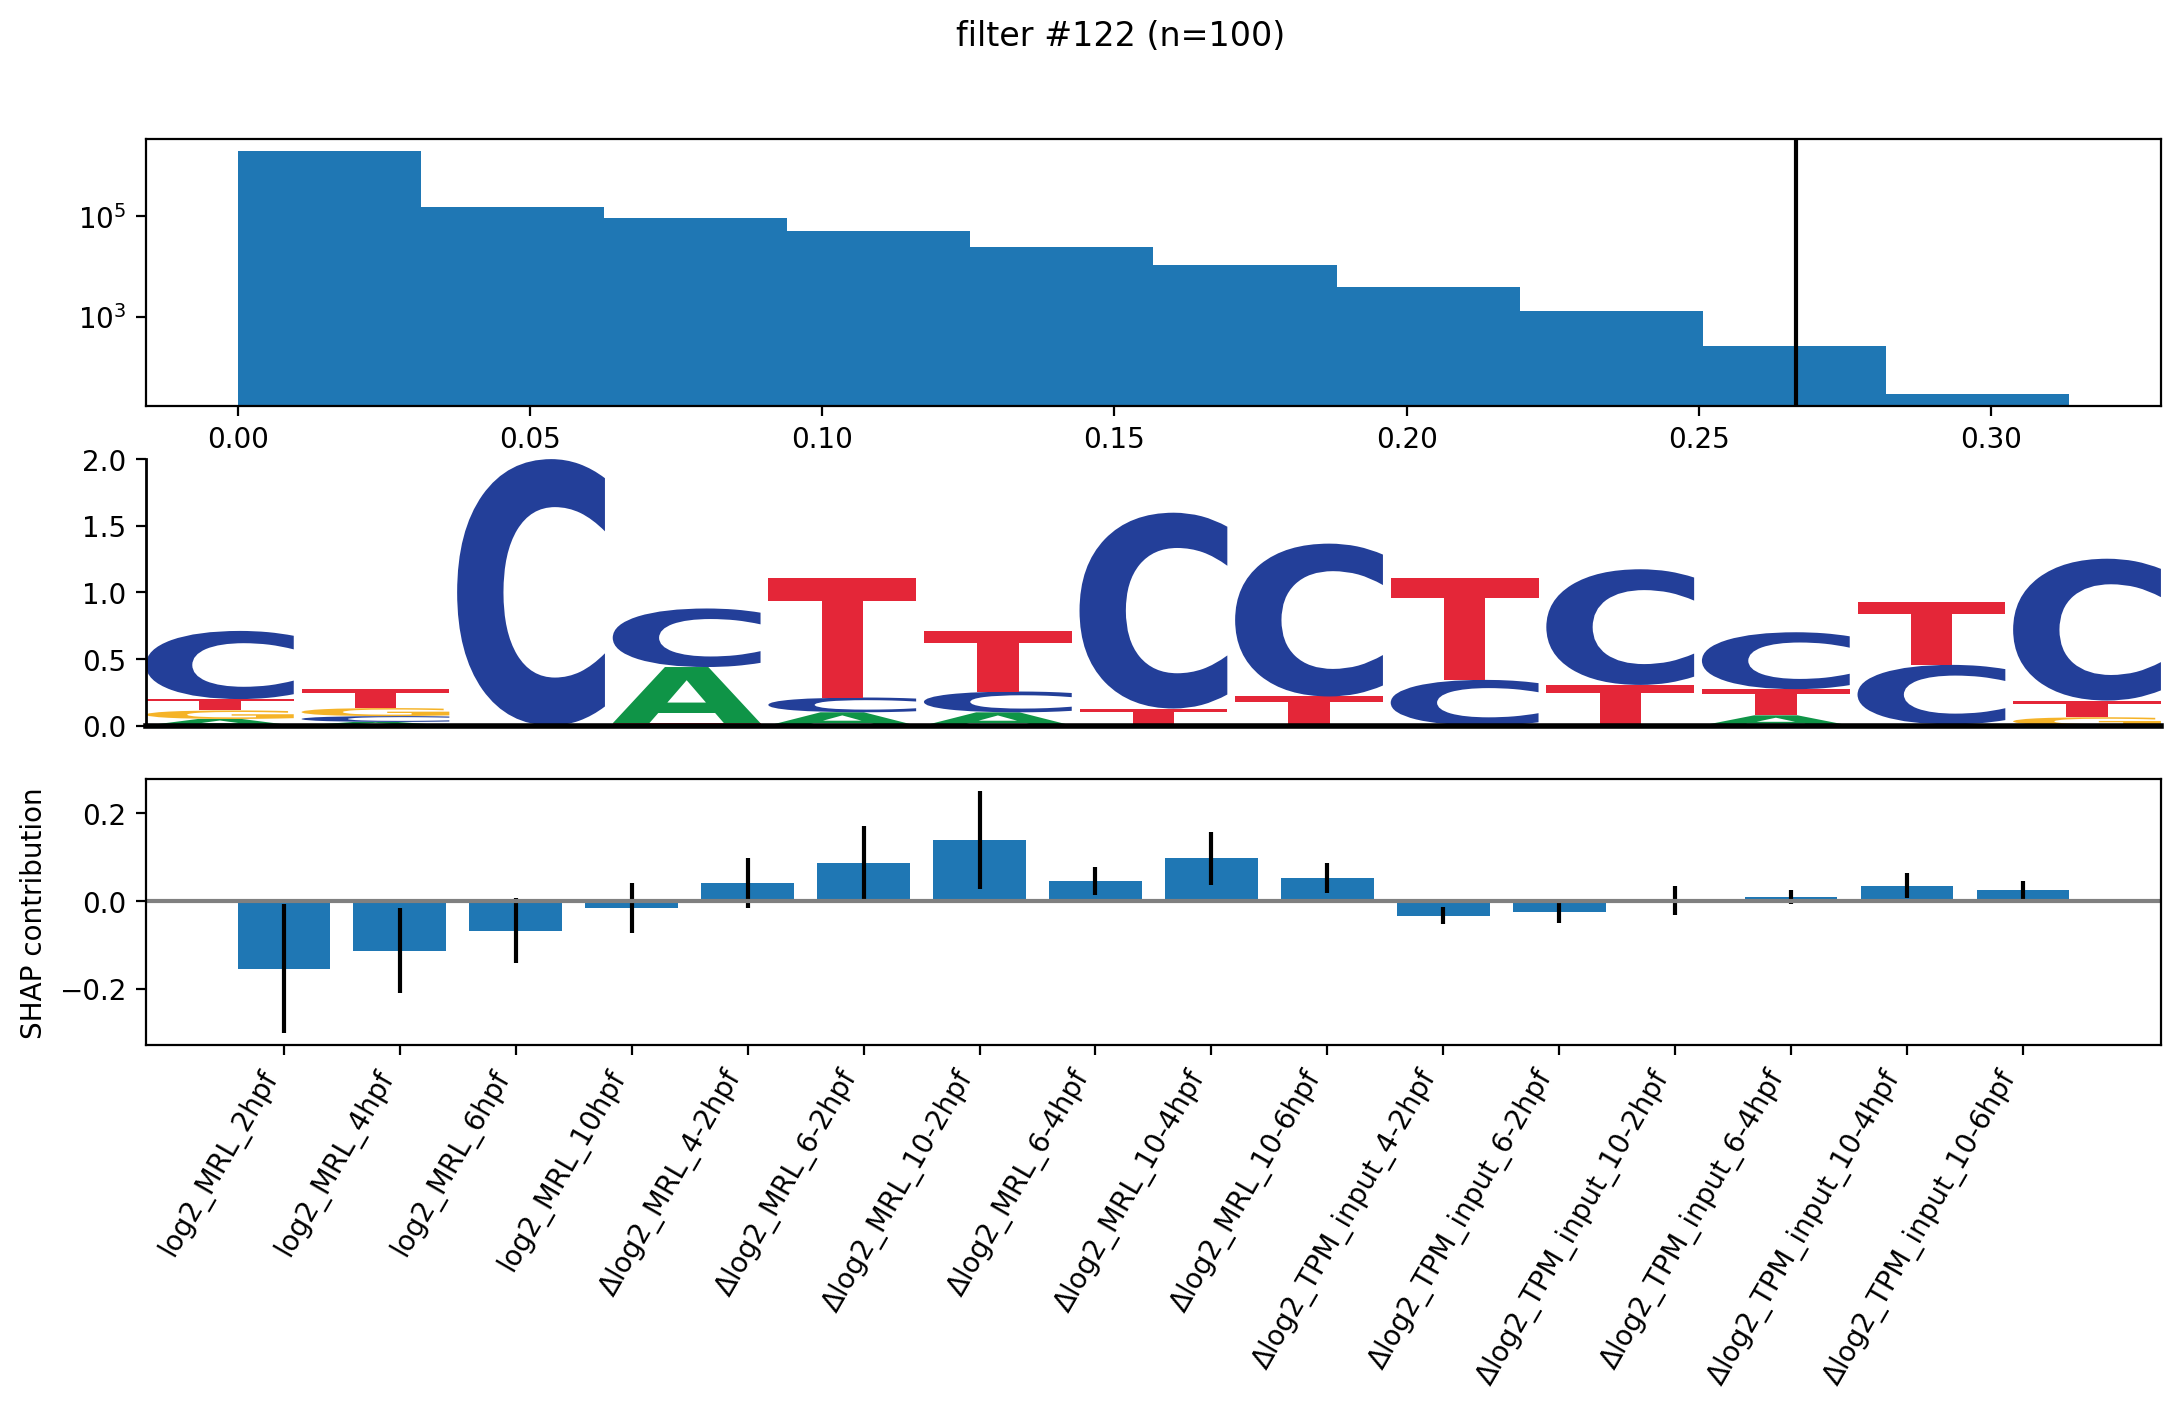 filter #122 (n=100)
10^5
10^3
0.00 0.05 0.10 0.15 0.20 0.25 0.30
2.0
1.5
1.0
0.5
0.0
C T G A
T G C A
C
C A
T C A
T C A
C T
C T
T C
C T
C T A
T C
C T G
SHAP contribution
0.2
0.0
−0.2
log2_MRL_2hpf
log2_MRL_4hpf
log2_MRL_6hpf
log2_MRL_10hpf
Δlog2_MRL_4-2hpf
Δlog2_MRL_6-2hpf
Δlog2_MRL_10-2hpf
Δlog2_MRL_6-4hpf
Δlog2_MRL_10-4hpf
Δlog2_MRL_10-6hpf
Δlog2_TPM_input_4-2hpf
Δlog2_TPM_input_6-2hpf
Δlog2_TPM_input_10-2hpf
Δlog2_TPM_input_6-4hpf
Δlog2_TPM_input_10-4hpf
Δlog2_TPM_input_10-6hpf